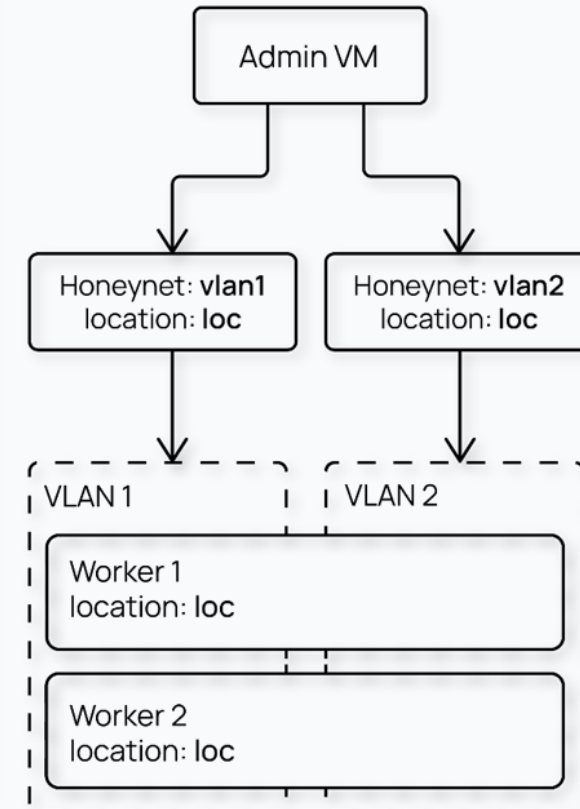 Admin VM
Honeynet: vlan1
location: loc
Honeynet: vlan2
location: loc
VLAN 1
VLAN 2
Worker 1
location: loc
Worker 2
location: loc